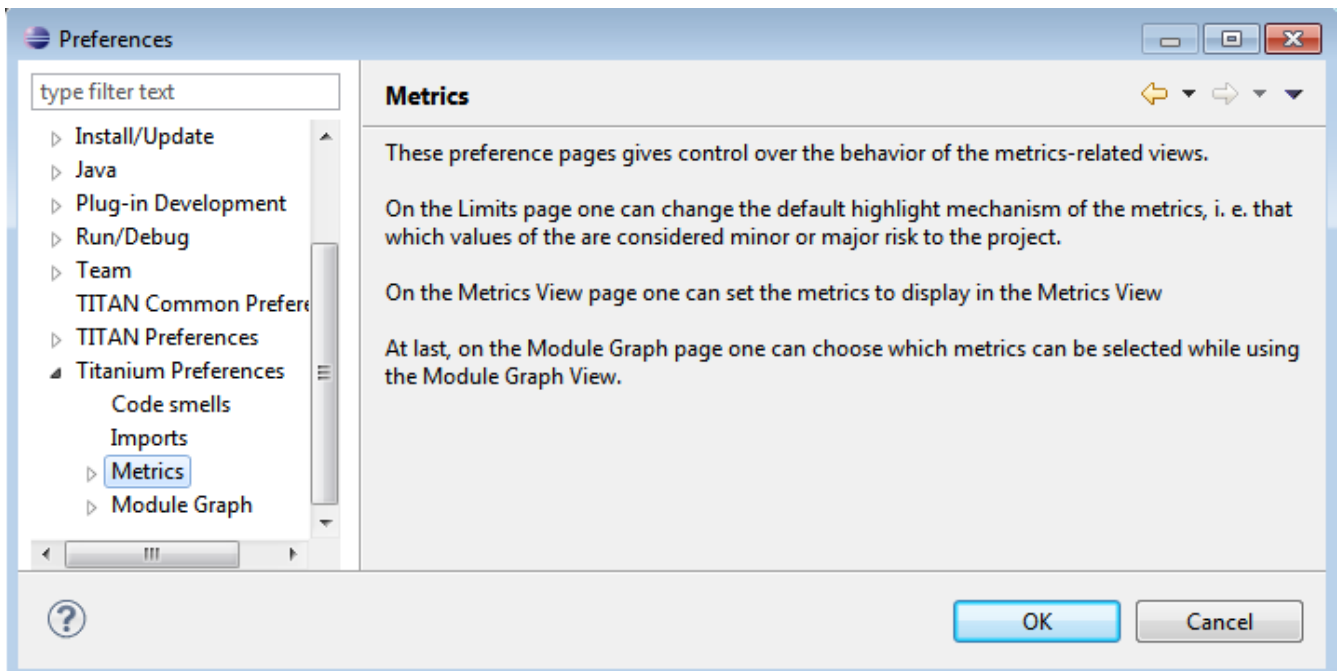 Preferences
type filter text
Install/Update
Java
Plug-in Development
Run/Debug
Team
TITAN Common Prefere
TITAN Preferences
Titanium Preferences
Code smells
Imports
Metrics
Module Graph
Metrics
These preference pages gives control over the behavior of the metrics-related views.
On the Limits page one can change the default highlight mechanism of the metrics, i. e. that
which values of the are considered minor or major risk to the project.
On the Metrics View page one can set the metrics to display in the Metrics View
At last, on the Module Graph page one can choose which metrics can be selected while using
the Module Graph View.
OK
Cancel